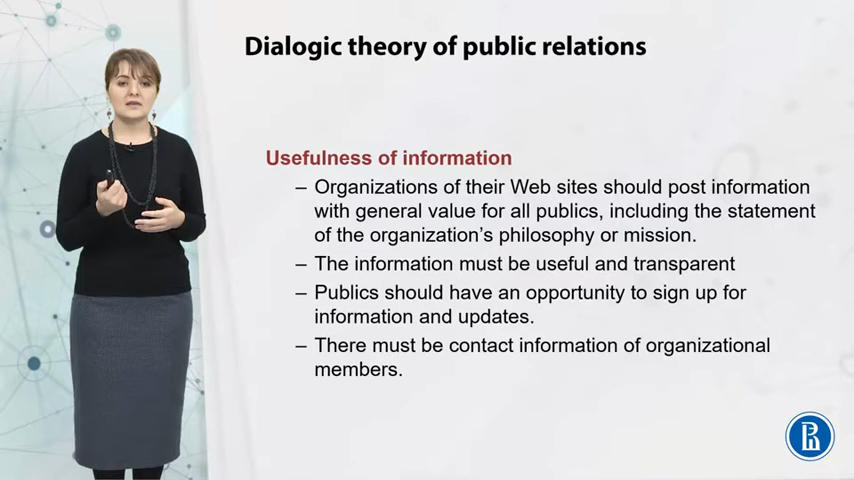 Dialogic theory of public relations
Usefulness of information
– Organizations of their Web sites should post information
with general value for all publics, including the statement
of the organization's philosophy or mission.
– The information must be useful and transparent
– Publics should have an opportunity to sign up for
information and updates.
– There must be contact information of organizational
members.